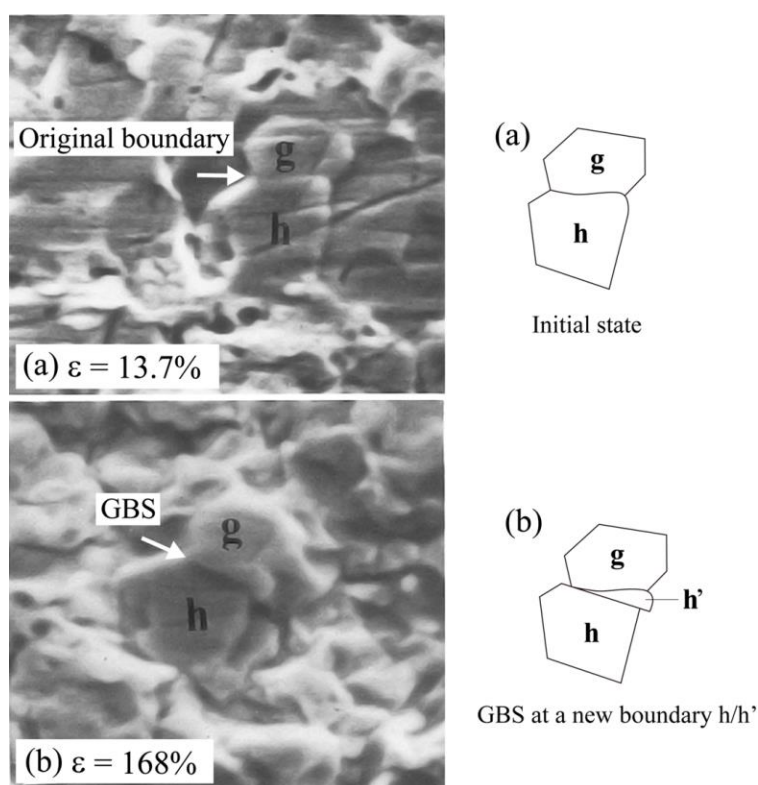 Original boundary
g
h
(a) ε = 13.7%
(a)
g
h
Initial state
GBS
g
h
(b) ε = 168%
(b)
g
h'
h
GBS at a new boundary h/h'